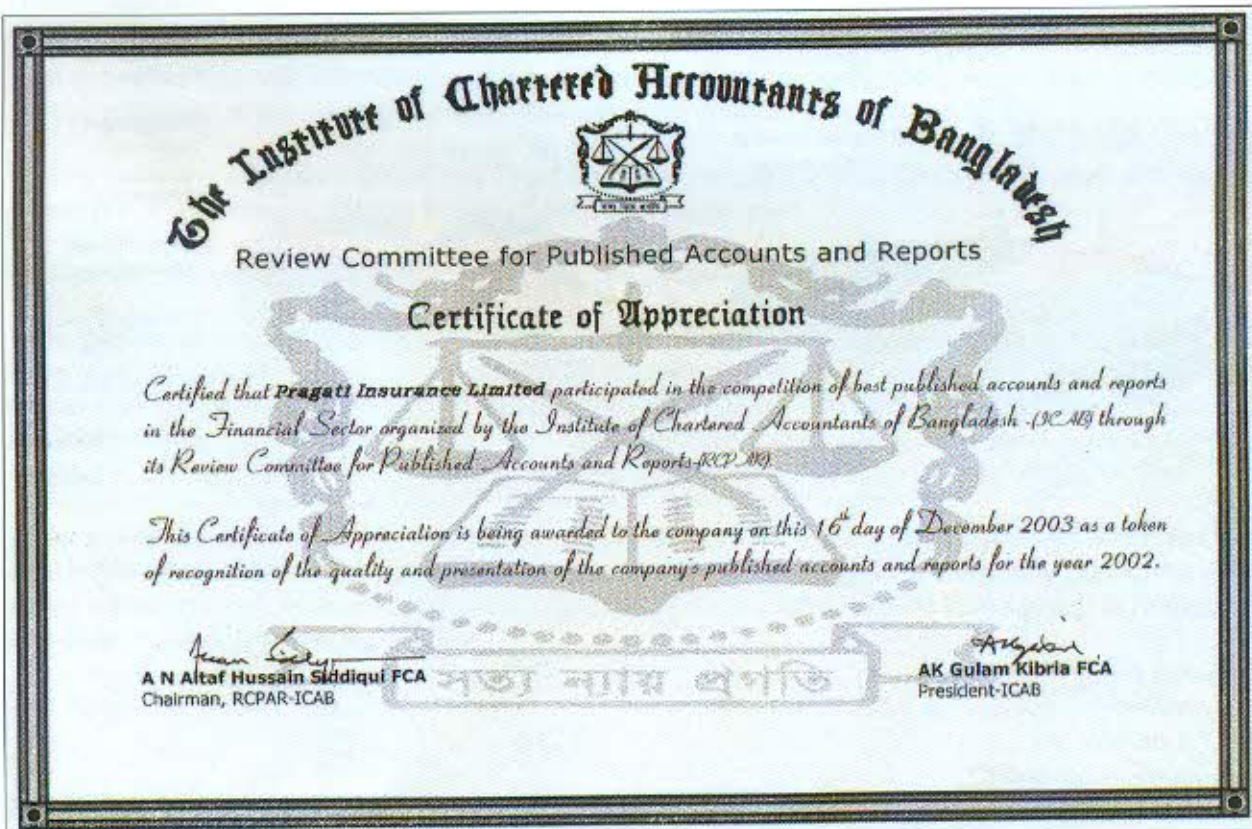 The Institute of Chartered Accountants of Bangladesh
Review Committee for Published Accounts and Reports
Certificate of Appreciation
Certified that Pragati Insurance Limited participated in the competition of best published accounts and reports
in the Financial Sector organized by the Institute of Chartered Accountants of Bangladesh -(ICAB) through
its Review Committee for Published Accounts and Reports-(RCPAR)
This Certificate of Appreciation is being awarded to the company on this 16th day of December 2003 as a token
of recognition of the quality and presentation of the company's published accounts and reports for the year 2002.
A N Altaf Hussain Siddiqui FCA
Chairman, RCPAR-ICAB
সত্য ন্যায় প্রগতি
AK Gulam Kibria FCA
President-ICAB